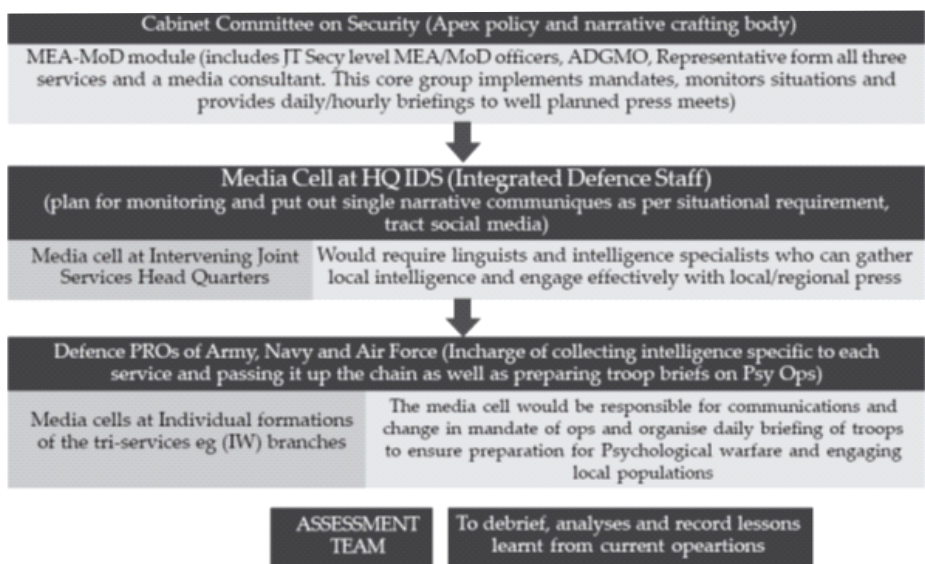 Cabinet Committee on Security (Apex policy and narrative crafting body)
MEA-MoD module (includes JT Secy level MEA/MoD officers, ADGMO, Representative form all three
services and a media consultant. This core group implements mandates, monitors situations and
provides daily/hourly briefings to well planned press meets)
Media Cell at HQ IDS (Integrated Defence Staff)
(plan for monitoring and put out single narrative communiques as per situational requirement,
tract social media)
Media cell at Intervening Joint
Services Head Quarters
Would require linguists and intelligence specialists who can gather
local intelligence and engage effectively with local/regional press
Defence PROs of Army, Navy and Air Force (Incharge of collecting intelligence specific to each
service and passing it up the chain as well as preparing troop briefs on Psy Ops)
Media cells at Individual formations
of the tri-services eg (IW) branches
The media cell would be responsible for communications and
change in mandate of ops and organise daily briefing of troops
to ensure preparation for Psychological warfare and engaging
local populations
ASSESSMENT
TEAM
To debrief, analyses and record lessons
learnt from current opeartions